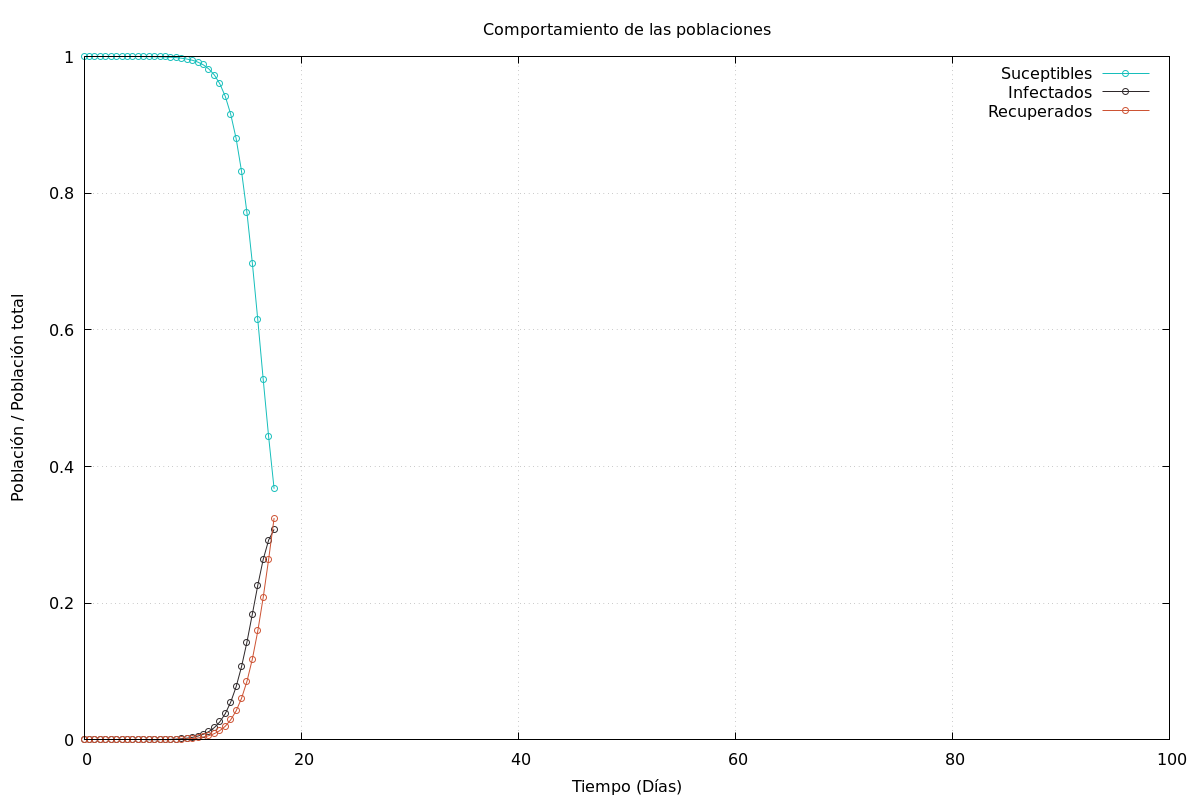 Comportamiento de las poblaciones
Suceptibles
Infectados
Recuperados
1
0.8
0.6
0.4
0.2
0
Población / Población total
0 20 40 60 80 100
Tiempo (Días)